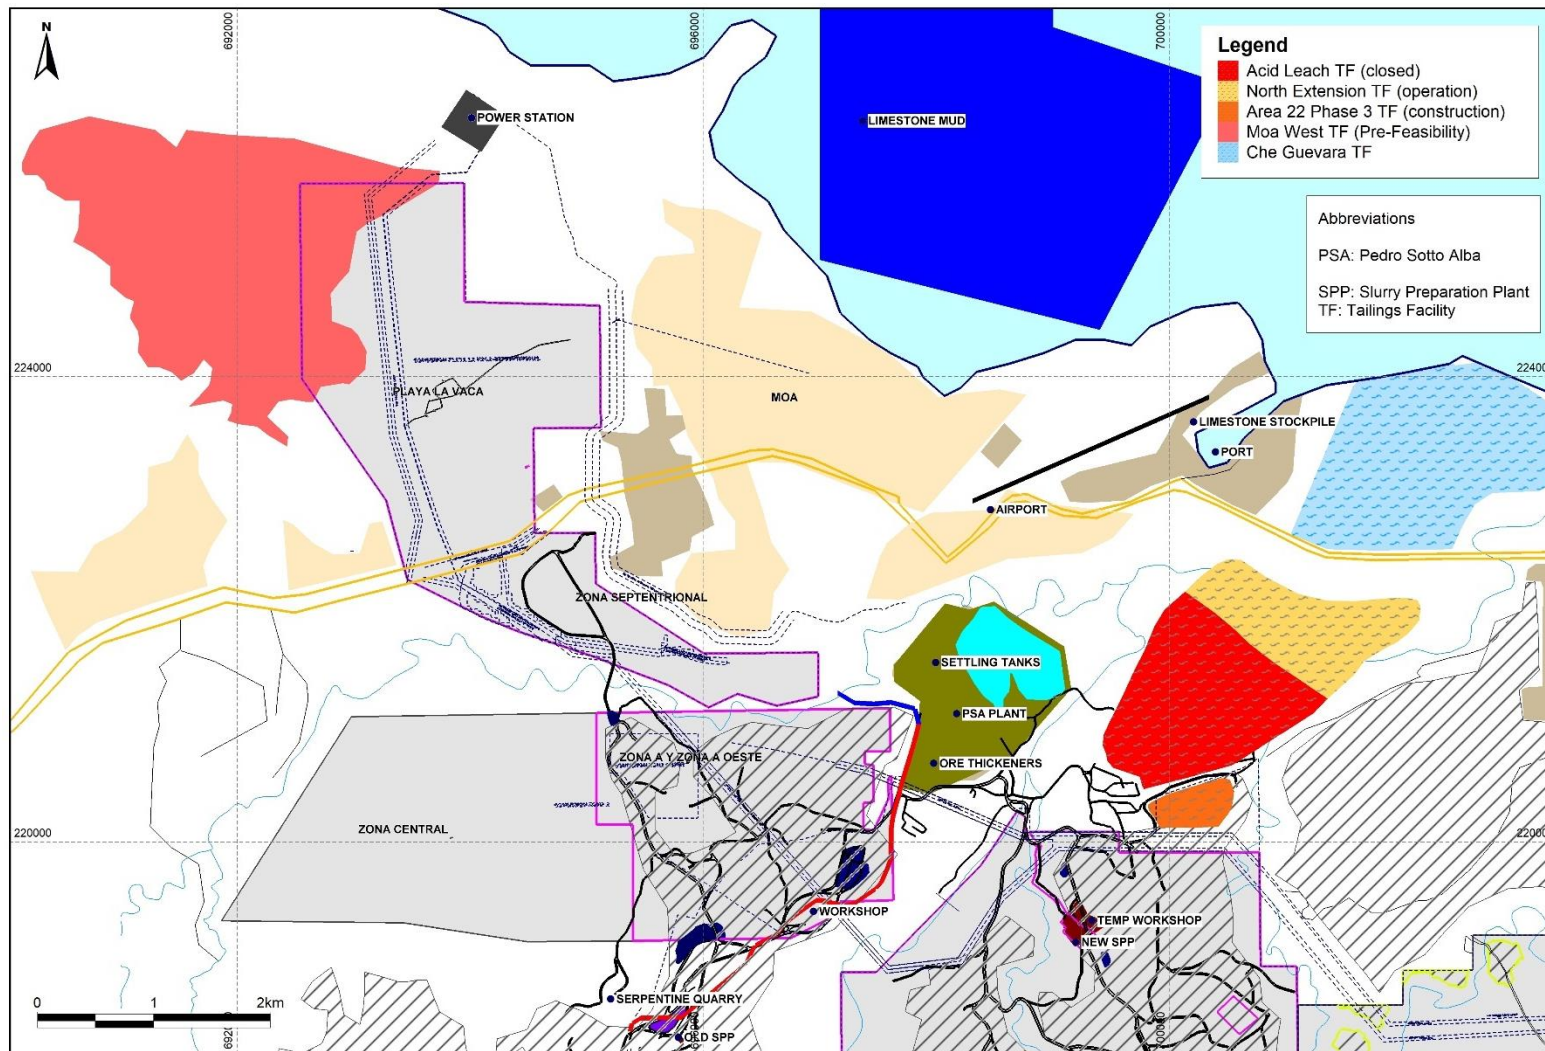 692000
696000
700000
N
Legend
Acid Leach TF (closed)
North Extension TF (operation)
Area 22 Phase 3 TF (construction)
Moa West TF (Pre-Feasibility)
Che Guevara TF
POWER STATION
LIMESTONE MUD
Abbreviations
PSA: Pedro Sotto Alba
SPP: Slurry Preparation Plant
TF: Tailings Facility
224000
2240
PLAYA LA VACA
MOA
LIMESTONE STOCKPILE
PORT
AIRPORT
ZONA SEPTENTRIONAL
SETTLING TANKS
PSA PLANT
ZONA A Y ZONA A OESTE
ORE THICKENERS
ZONA CENTRAL
220000
2200
WORKSHOP
TEMP WORKSHOP
NEW SPP
SERPENTINE QUARRY
0 1 2km
OLD SPP